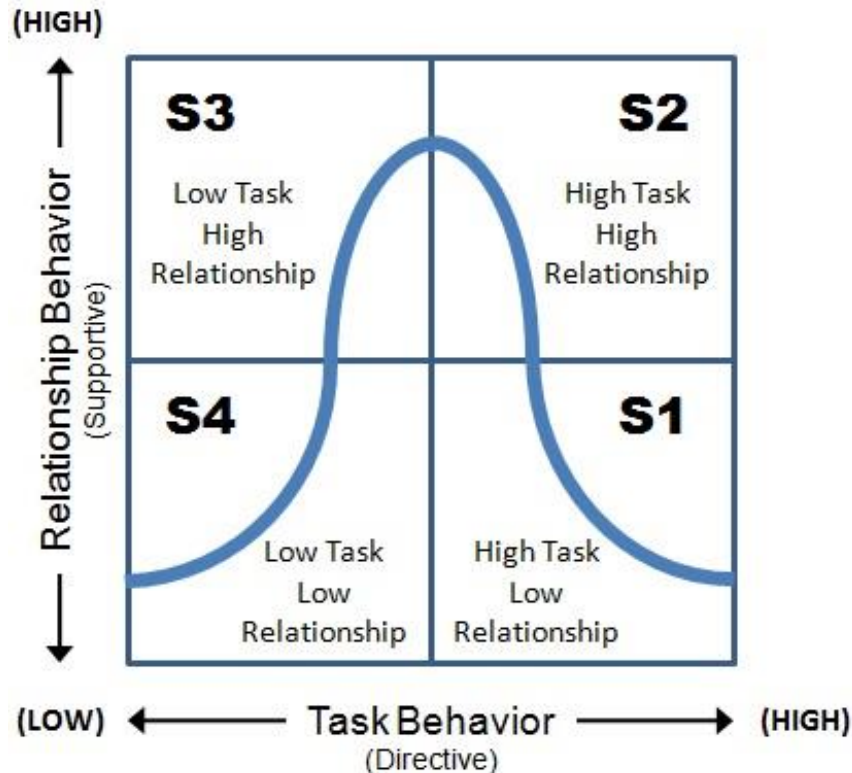 (HIGH)
S3
Low Task
High
Relationship
S2
High Task
High
Relationship
Relationship Behavior
(Supportive)
S4
Low Task
Low
Relationship
S1
High Task
Low
Relationship
(LOW)
Task Behavior
(Directive)
(HIGH)